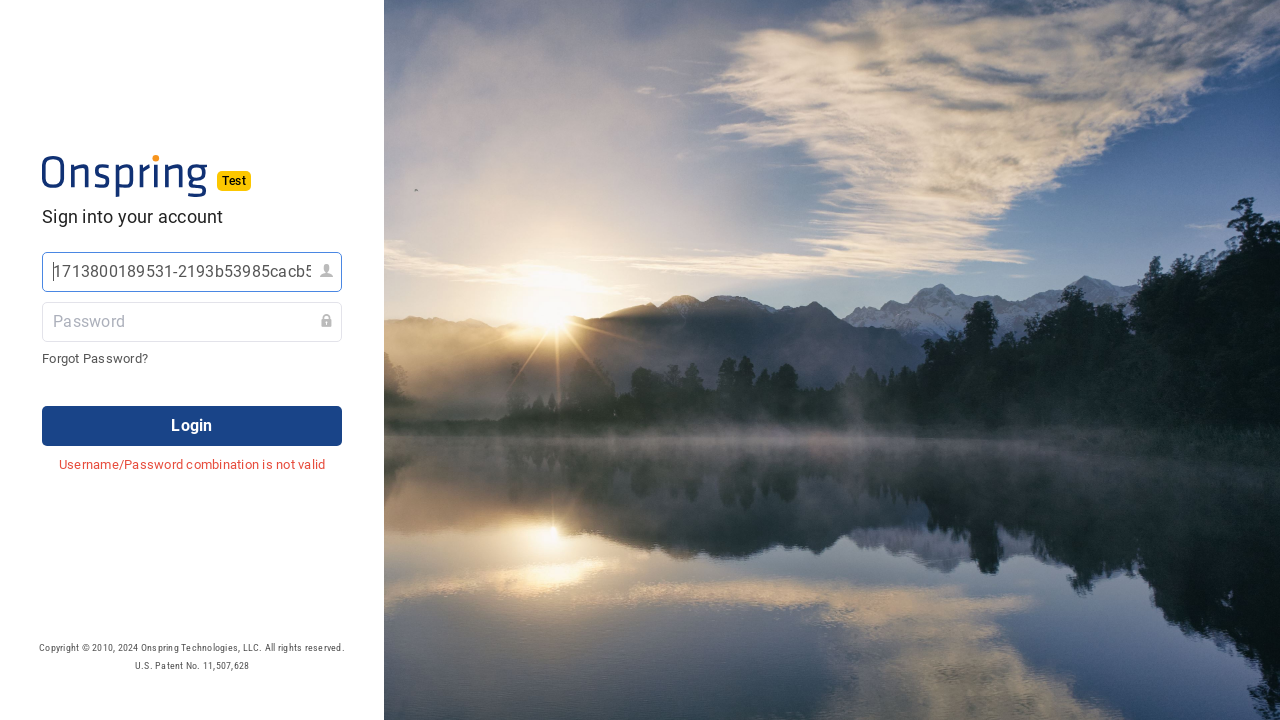 Onspring Test
Sign into your account
1713800189531-2193b53985cacb5
Password
Forgot Password?
Login
Username/Password combination is not valid
Copyright © 2010, 2024 Onspring Technologies, LLC. All rights reserved.
U.S. Patent No. 11,507,628